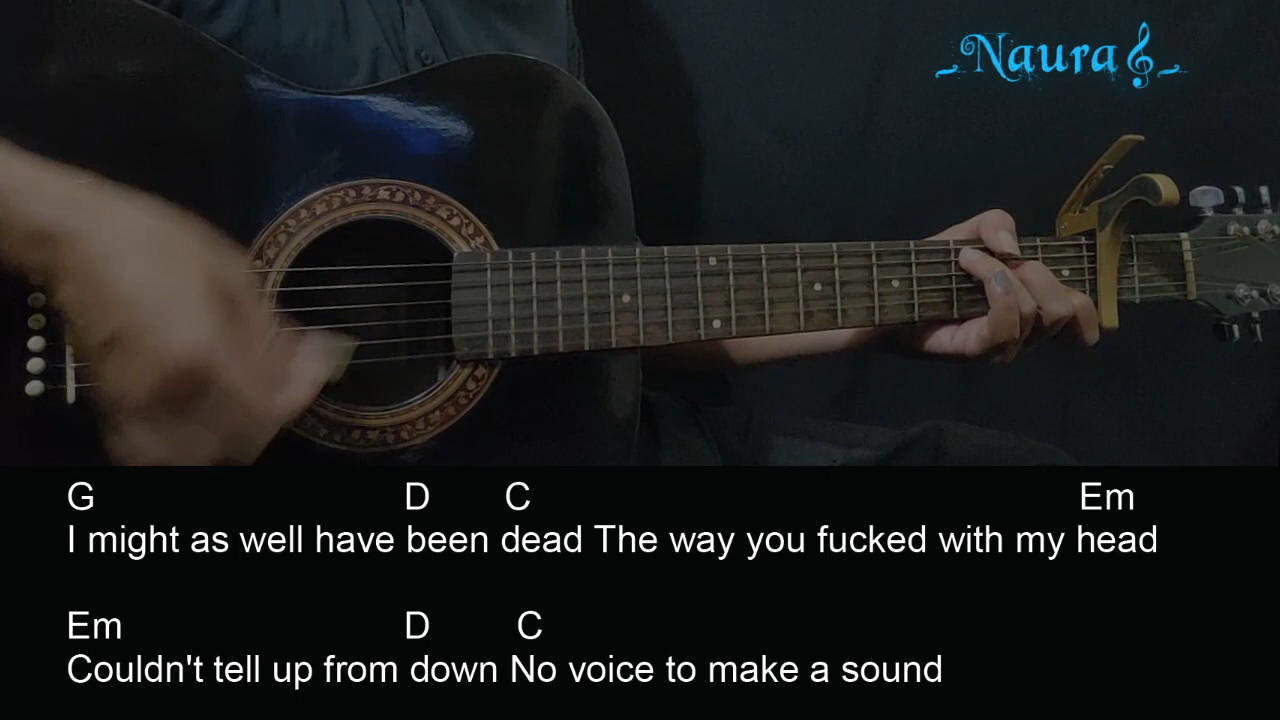 Naura
G D C Em
I might as well have been dead The way you fucked with my head
Em D C
Couldn't tell up from down No voice to make a sound